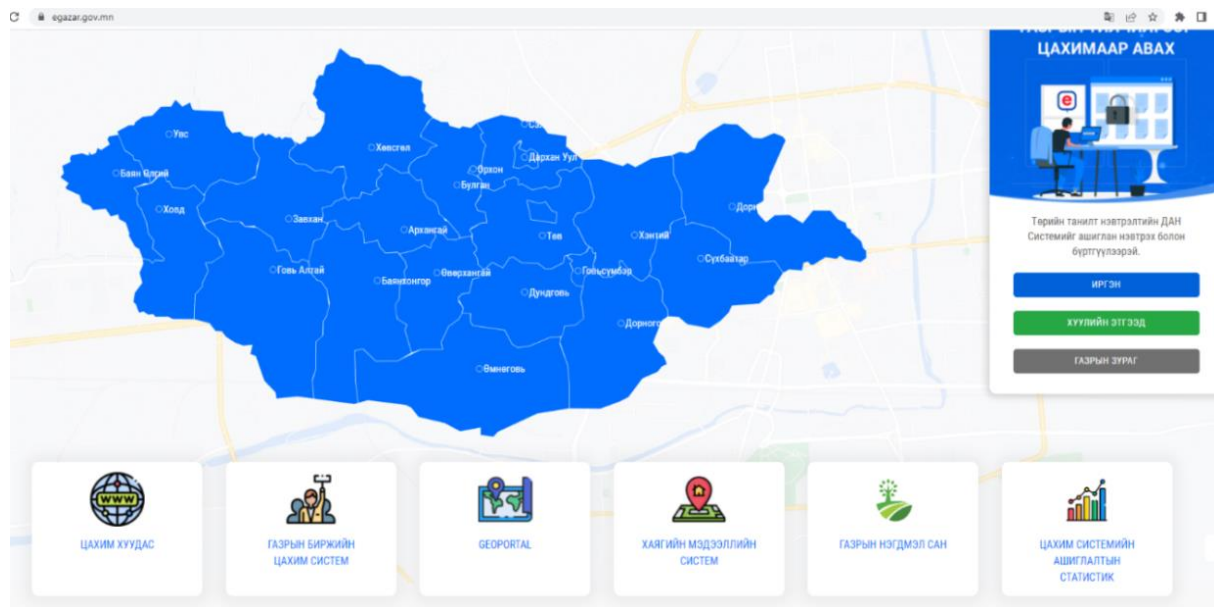 egazar.gov.mn
ЦАХИМААР АВАХ
Увс
Хөвсгөл
Дархан Уул
Орхон
Баян Өлгий
Булган
Ховд
Завхан
Архангай
Төв
Хэнтий
Сүхбаатар
Говь Алтай
Баянхонгор
Өвөрхангай
Говьсүмбэр
Дундговь
Өмнөговь
Төрийн танилт нэвтрэлтийн ДАН
Системийг ашиглан нэвтрэх болон
бүртгүүлээрэй.
ИРГЭН
ХУУЛИЙН ЭТГЭЭД
ГАЗРЫН ЗУРАГ
WWW
ЦАХИМ ХУУДАС
ГАЗРЫН БИРЖИЙН
ЦАХИМ СИСТЕМ
GEOPORTAL
ХАЯГИЙН МЭДЭЭЛЛИЙН
СИСТЕМ
ГАЗРЫН НЭГДМЭЛ САН
ЦАХИМ СИСТЕМИЙН
АШИГЛАЛТЫН
СТАТИСТИК